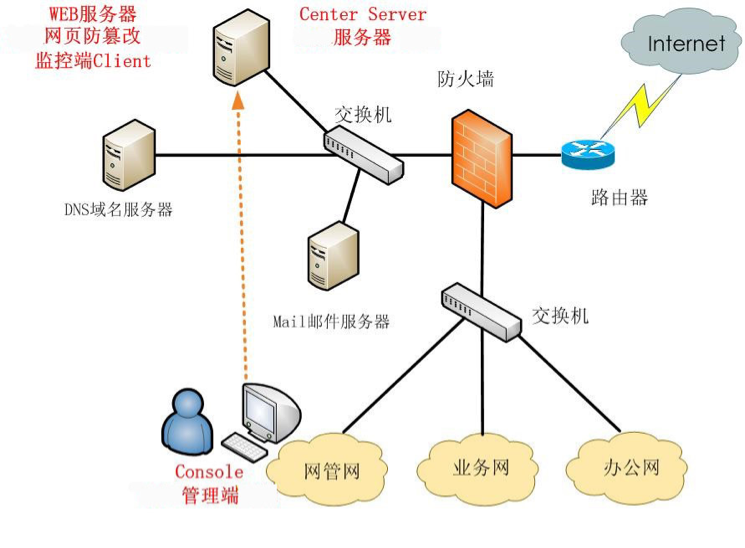 WEB服务器
网页防篡改
监控端Client
Center Server
服务器
Internet
防火墙
交换机
路由器
DNS域名服务器
Mail邮件服务器
交换机
Console
管理端
网管网
业务网
办公网